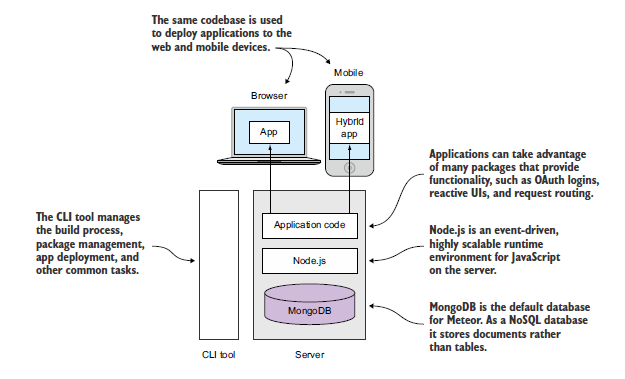 The same codebase is used
to deploy applications to the
web and mobile devices.
Mobile
Browser
App
Hybrid
app
Applications can take advantage
of many packages that provide
functionality, such as OAuth logins,
reactive UIs, and request routing.
The CLI tool manages
the build process,
package management,
app deployment, and
other common tasks.
Application code
Node.js is an event-driven,
highly scalable runtime
environment for JavaScript
on the server.
Node.js
MongoDB
MongoDB is the default database
for Meteor. As a NoSQL database
it stores documents rather
than tables.
CLI tool
Server